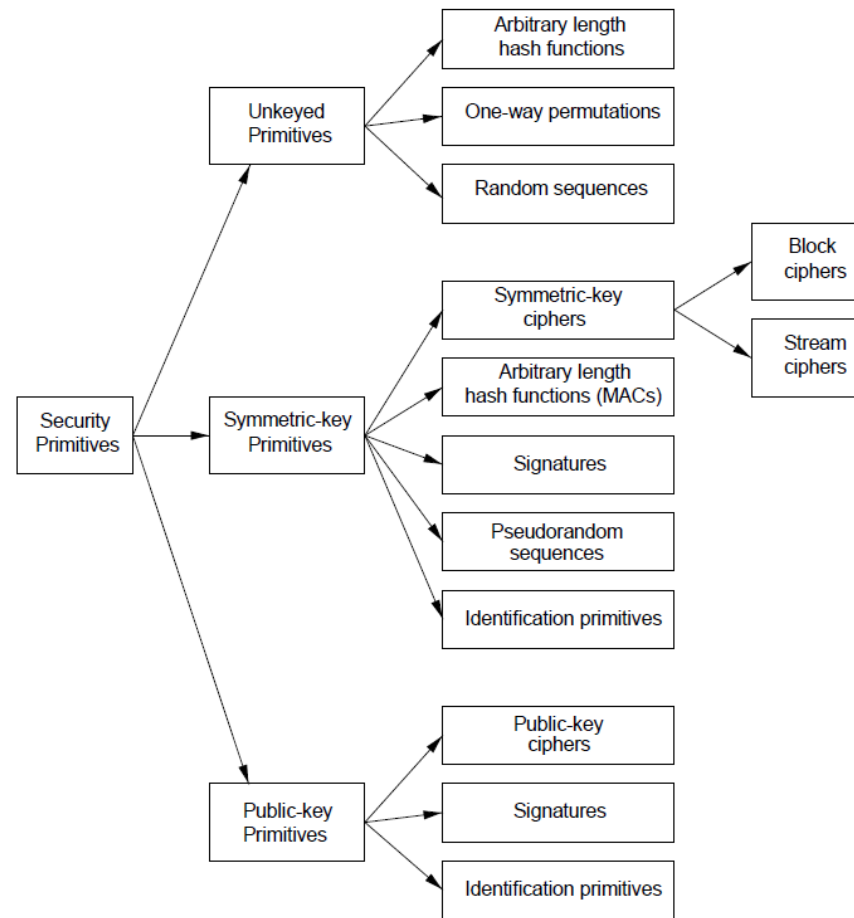 Arbitrary length
hash functions
Unkeyed
Primitives
One-way permutations
Random sequences
Block
ciphers
Symmetric-key
ciphers
Stream
ciphers
Arbitrary length
hash functions (MACs)
Security
Primitives
Symmetric-key
Primitives
Signatures
Pseudorandom
sequences
Identification primitives
Public-key
ciphers
Public-key
Primitives
Signatures
Identification primitives